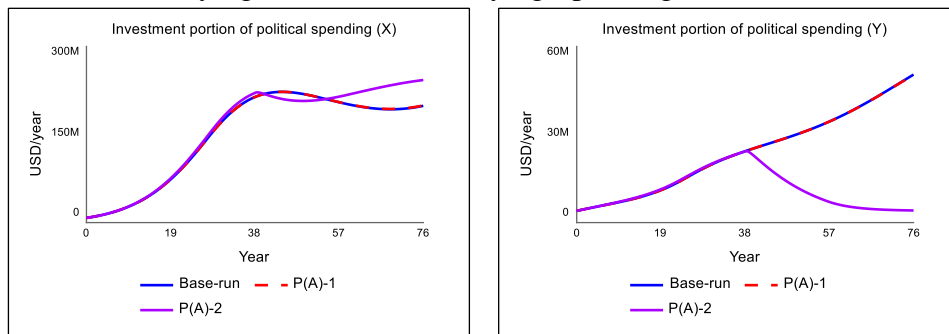 Investment portion of political spending (X)
300M
150M
0
USD/year
0 19 38 57 76
Year
Base-run P(A)-1
P(A)-2
Investment portion of political spending (Y)
60M
30M
0
USD/year
0 19 38 57 76
Year
Base-run P(A)-1
P(A)-2